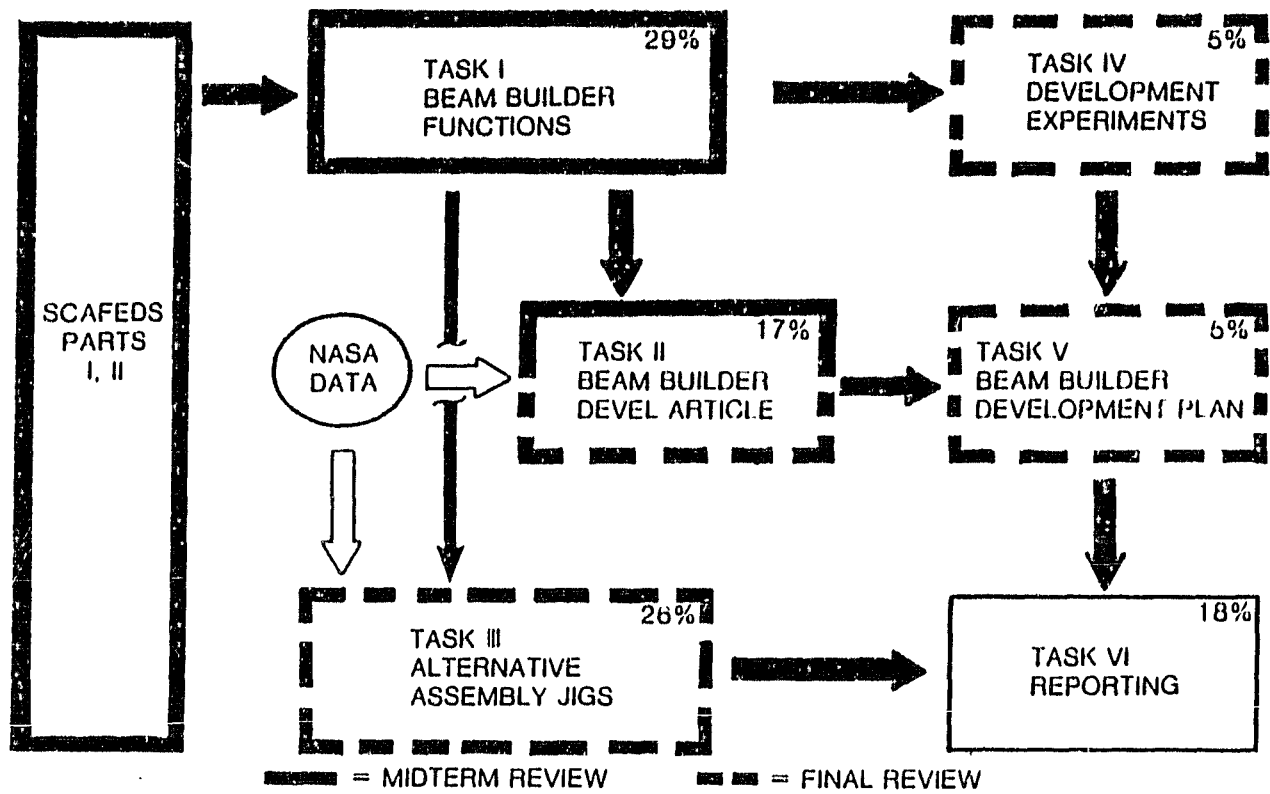 SCAFEDS
PARTS
I, II
29%
TASK I
BEAM BUILDER
FUNCTIONS
5%
TASK IV
DEVELOPMENT
EXPERIMENTS
NASA
DATA
17%
TASK II
BEAM BUILDER
DEVEL ARTICLE
5%
TASK V
BEAM BUILDER
DEVELOPMENT PLAN
26%
TASK III
ALTERNATIVE
ASSEMBLY JIGS
18%
TASK VI
REPORTING
= MIDTERM REVIEW
= FINAL REVIEW